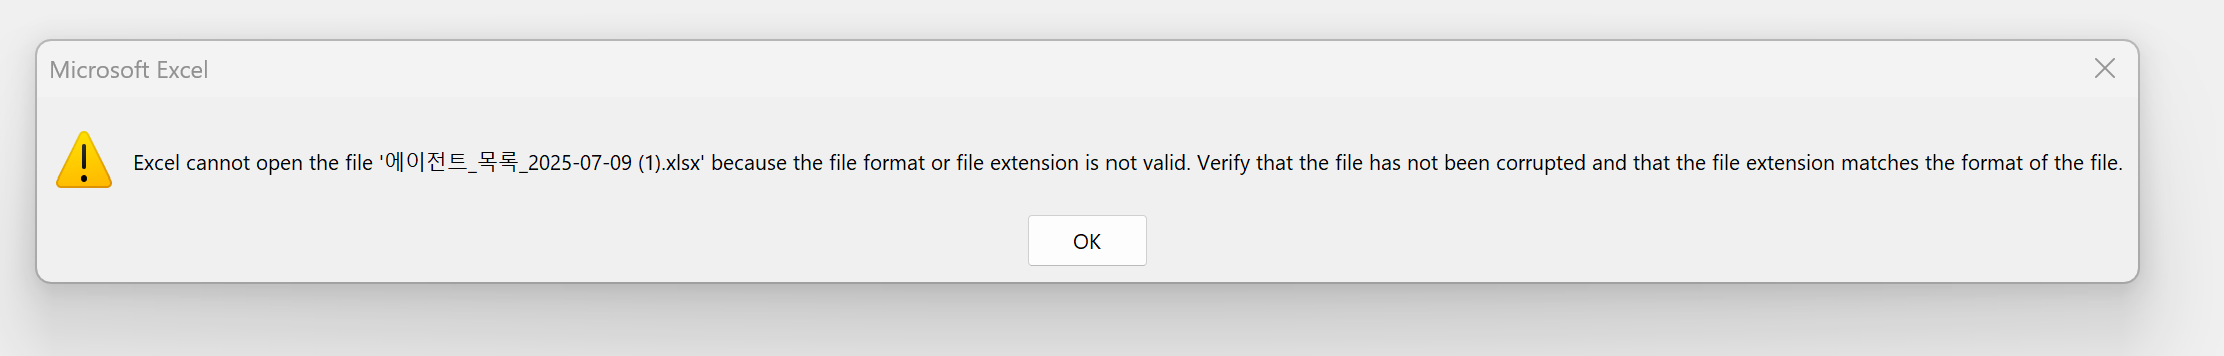 Microsoft Excel
Excel cannot open the file '에이전트_목록_2025-07-09 (1).xlsx' because the file format or file extension is not valid. Verify that the file has not been corrupted and that the file extension matches the format of the file.
OK